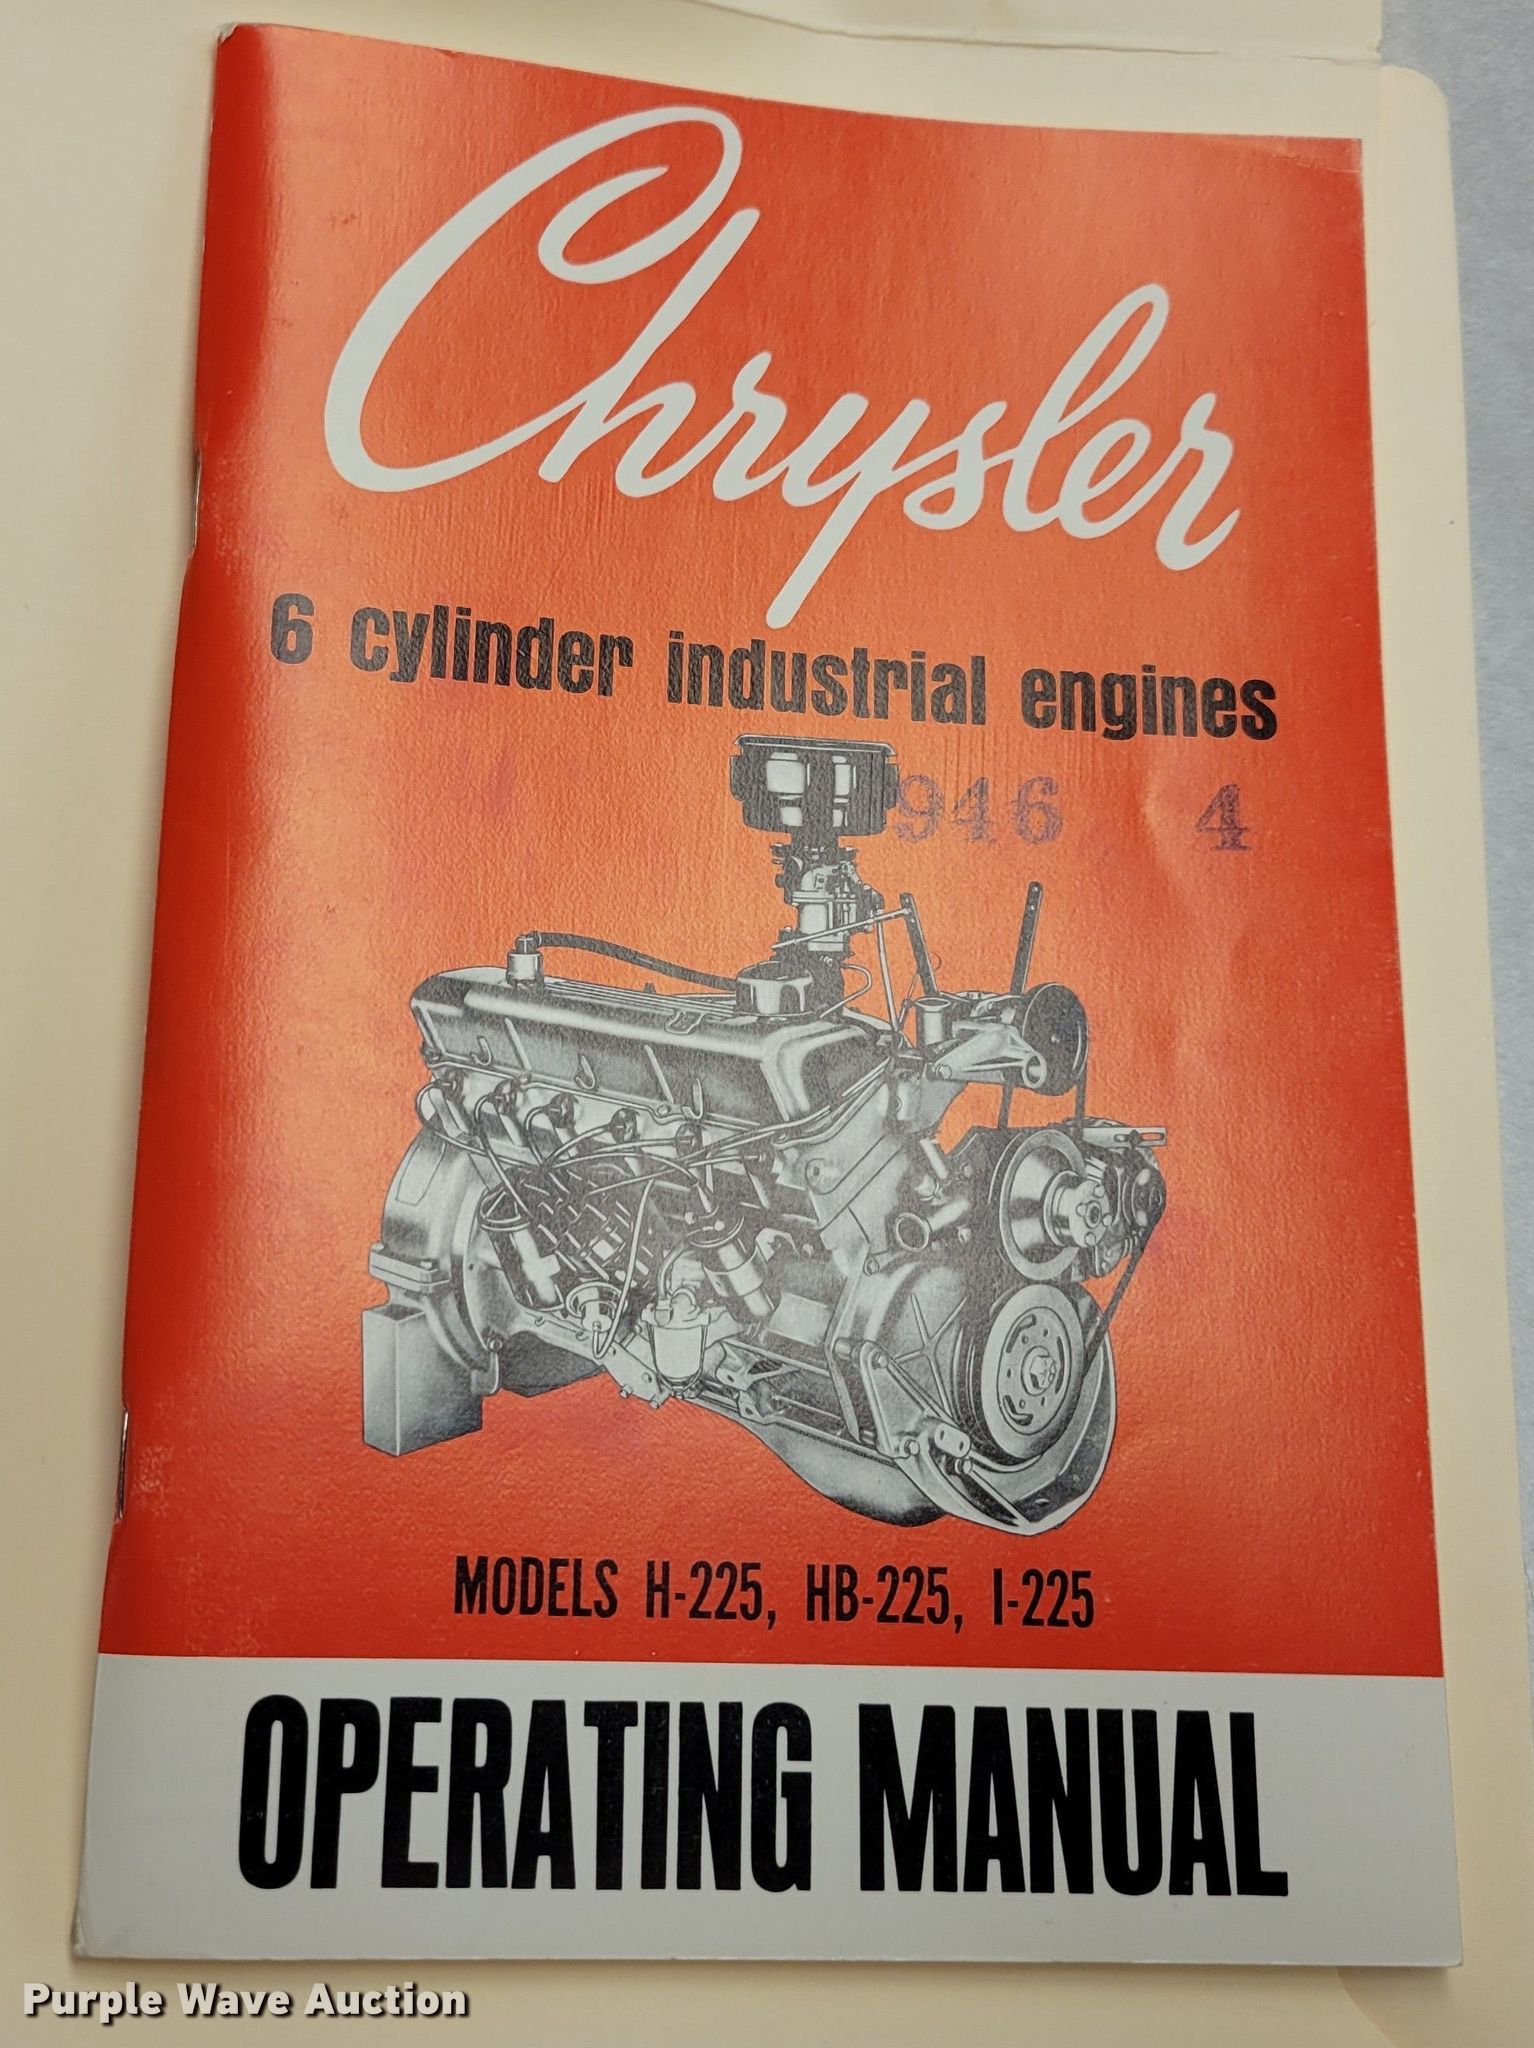 Chrysler
6 cylinder industrial engines
946 4
MODELS H-225, HB-225, I-225
OPERATING MANUAL
Purple Wave Auction